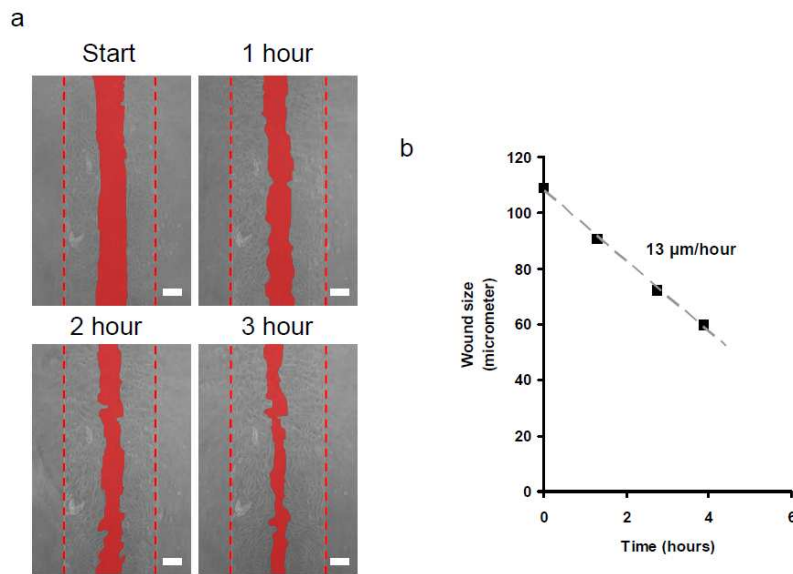 a
Start
1 hour
2 hour
3 hour
b
120
100
80
60
40
20
0
13 µm/hour
Wound size
(micrometer)
0 2 4 6
Time (hours)